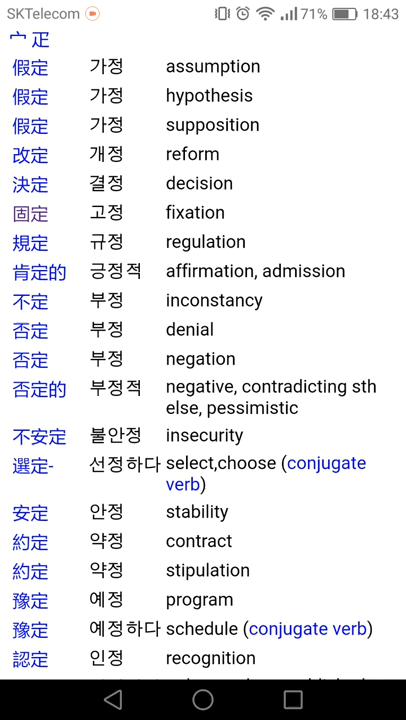 SKTelecom 71% 18:43
宀 疋
假定 가정 assumption
假定 가정 hypothesis
假定 가정 supposition
改定 개정 reform
決定 결정 decision
固定 고정 fixation
規定 규정 regulation
肯定的 긍정적 affirmation, admission
不定 부정 inconstancy
否定 부정 denial
否定 부정 negation
否定的 부정적 negative, contradicting sth
else, pessimistic
不安定 불안정 insecurity
選定- 선정하다 select,choose (conjugate
verb)
安定 안정 stability
約定 약정 contract
約定 약정 stipulation
豫定 예정 program
豫定 예정하다 schedule (conjugate verb)
認定 인정 recognition